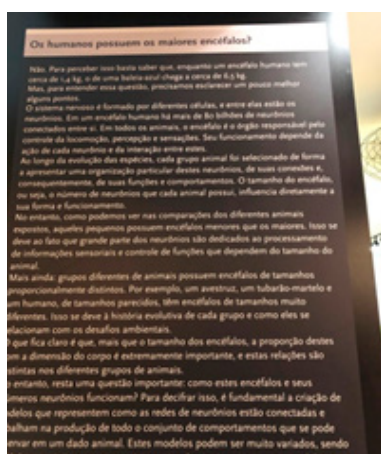 Os humanos possuem os maiores encéfalos?
Não. Para perceber isso basta saber que, enquanto um encéfalo humano tem
cerca de 1,4 kg, o de uma baleia-azul chega a cerca de 8,5 kg.
Mas, para entender essa questão, precisamos esclarecer um pouco melhor
alguns pontos.
O sistema nervoso é formado por diferentes células, e entre elas estão os
neurônios. Em um encéfalo humano há mais de 80 bilhões de neurônios
conectados entre si. Em todos os animais, o encéfalo é o órgão responsável pelo
controle da locomoção, percepção e sensações. Seu funcionamento depende da
ação de cada neurônio e da interação entre estes.
Ao longo da evolução das espécies, cada grupo animal foi selecionado de forma
a apresentar uma organização particular destes neurônios, de suas conexões e,
consequentemente, de suas funções e comportamentos. O tamanho do encéfalo,
ou seja, o número de neurônios que cada animal possui, influencia diretamente a
sua forma e funcionamento.
No entanto, como podemos ver nas comparações dos diferentes animais
expostos, aqueles pequenos possuem encéfalos menores que os maiores. Isso se
deve ao fato que grande parte dos neurônios são dedicados ao processamento
de informações sensoriais e controle de funções que dependem do tamanho do
animal.
Mais ainda: grupos diferentes de animais possuem encéfalos de tamanhos
proporcionalmente distintos. Por exemplo, um avestruz, um tubarão-martelo e
um humano, de tamanhos parecidos, têm encéfalos de tamanhos muito
diferentes. Isso se deve à história evolutiva de cada grupo e como eles se
elacionam com os desafios ambientais.
que fica claro é que, mais que o tamanho dos encéfalos, a proporção destes
m a dimensão do corpo é extremamente importante, e estas relações são
stintas nos diferentes grupos de animais.
entanto, resta uma questão importante: como estes encéfalos e seus
meros neurônios funcionam? Para decifrar isso, é fundamental a criação de
delos que representem como as redes de neurônios estão conectadas e
balham na produção de todo o conjunto de comportamentos que se pode
ervar em um dado animal. Estes modelos podem ser muito variados, sendo